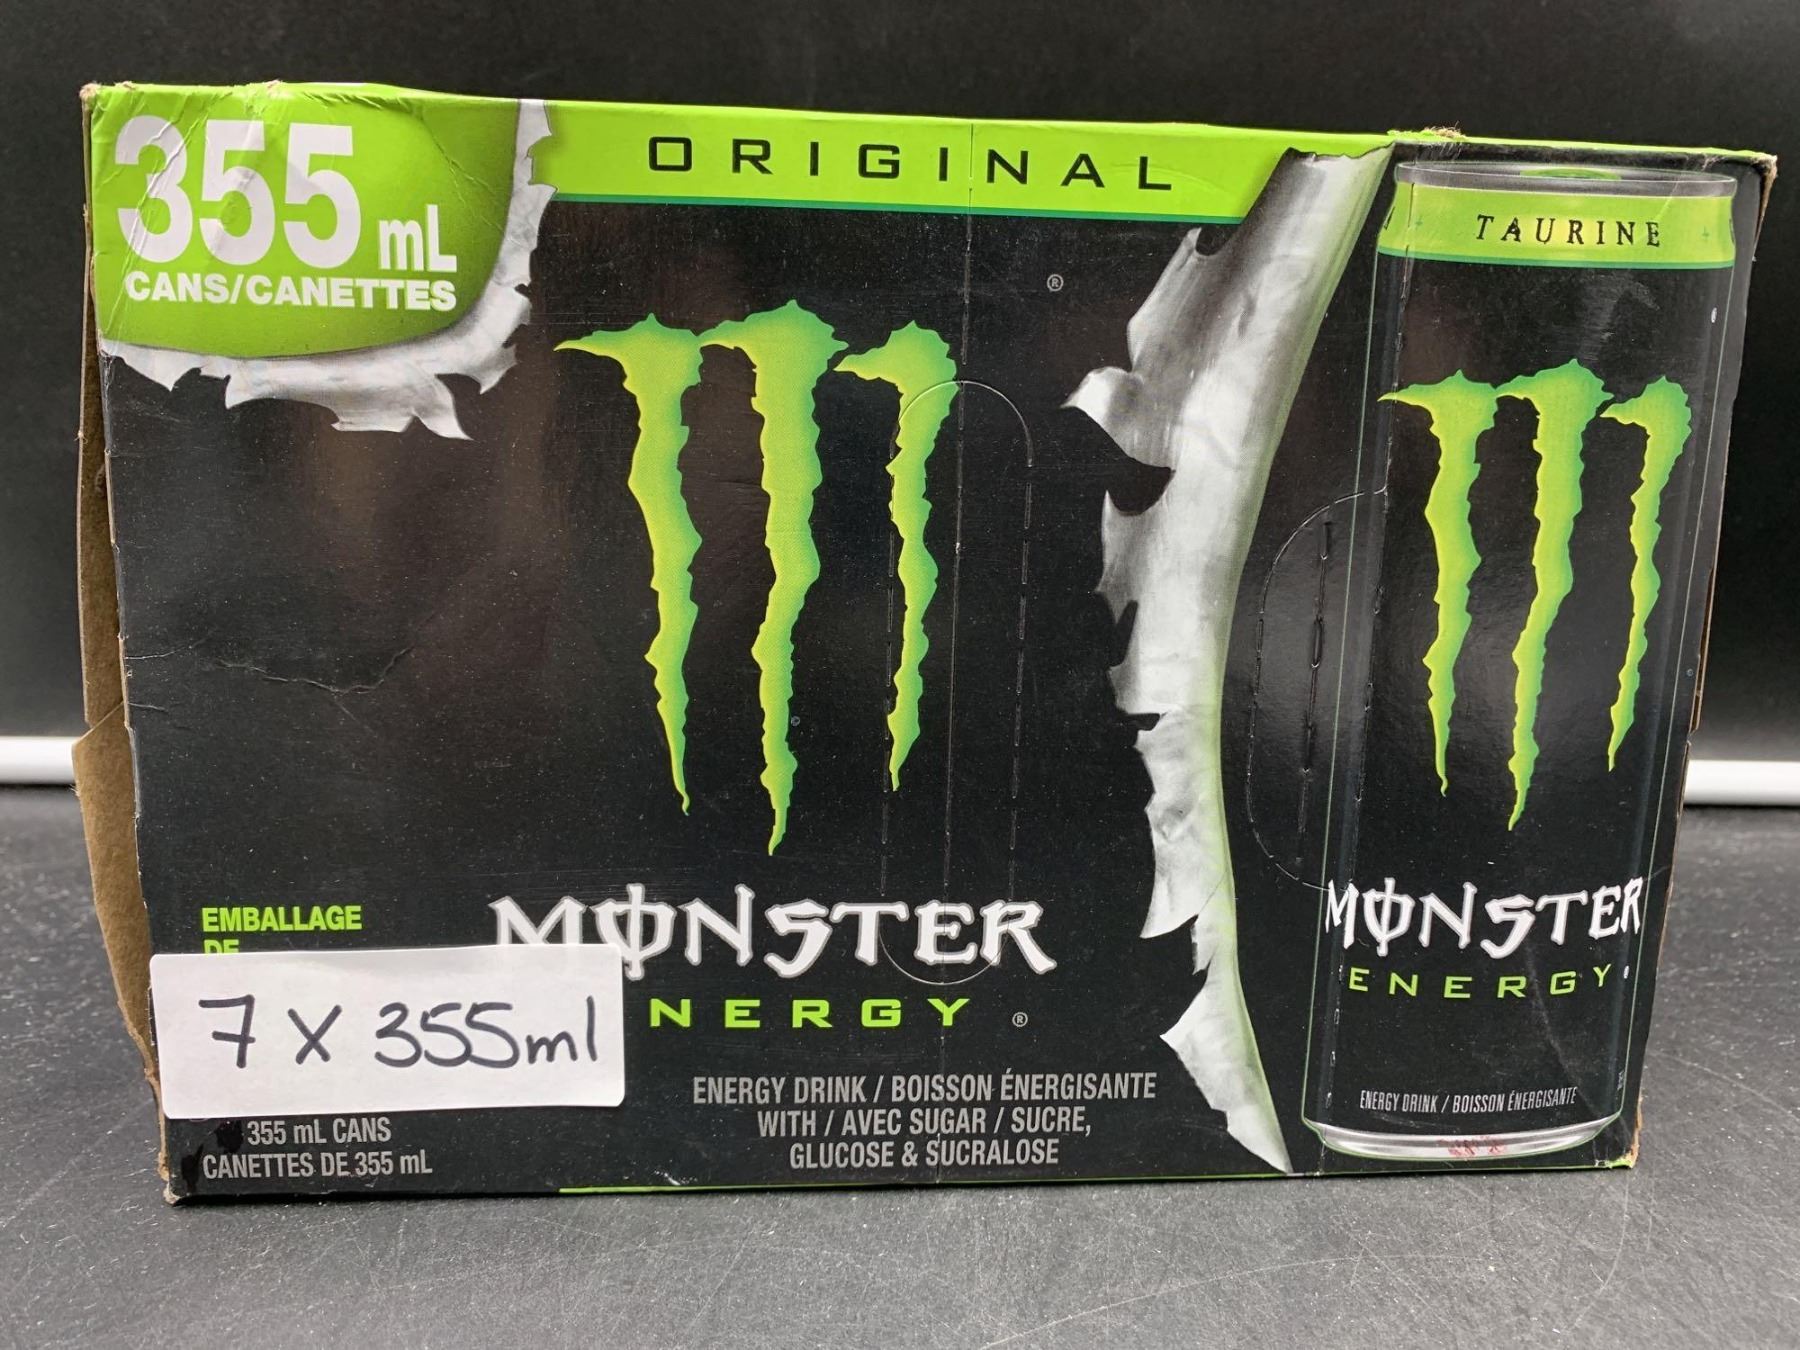 355 mL
CANS/CANETTES
ORIGINAL
®
TAURINE
EMBALLAGE
DE
7 x 355ml
355 mL CANS
CANETTES DE 355 mL
MONSTER
NERGY ®
ENERGY DRINK / BOISSON ÉNERGISANTE
WITH / AVEC SUGAR / SUCRE,
GLUCOSE & SUCRALOSE
MONSTER
ENERGY
ENERGY DRINK / BOISSON ÉNERGISANTE